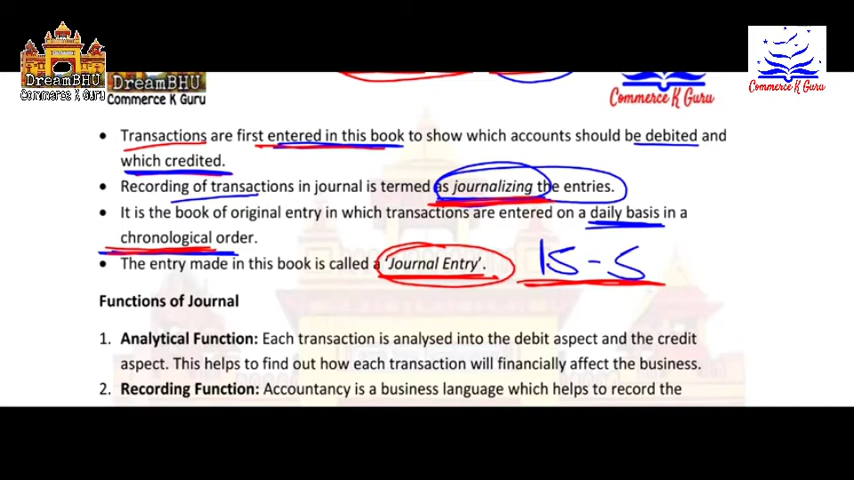 DreamBHU
Commerce K Guru
DreamBHU
Commerce K Guru
Commerce K Guru
Commerce K Guru
• Transactions are first entered in this book to show which accounts should be debited and
which credited.
• Recording of transactions in journal is termed as journalizing the entries.
• It is the book of original entry in which transactions are entered on a daily basis in a
chronological order.
• The entry made in this book is called a 'Journal Entry'.
15-5
Functions of Journal
1. Analytical Function: Each transaction is analysed into the debit aspect and the credit
aspect. This helps to find out how each transaction will financially affect the business.
2. Recording Function: Accountancy is a business language which helps to record the